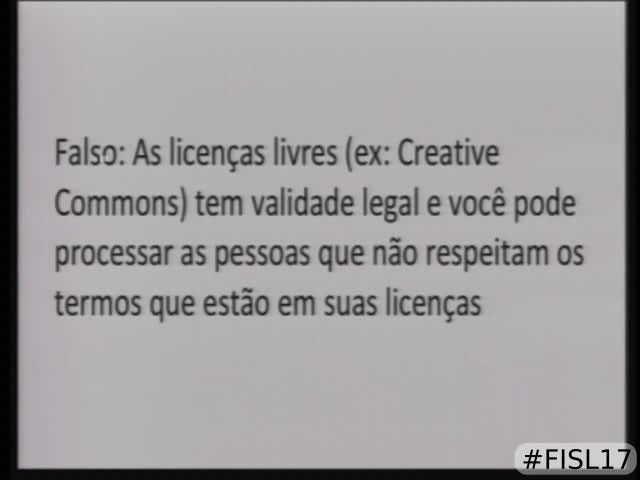 Falso: As licenças livres (ex: Creative
Commons) tem validade legal e você pode
processar as pessoas que não respeitam os
termos que estão em suas licenças
#FISL17